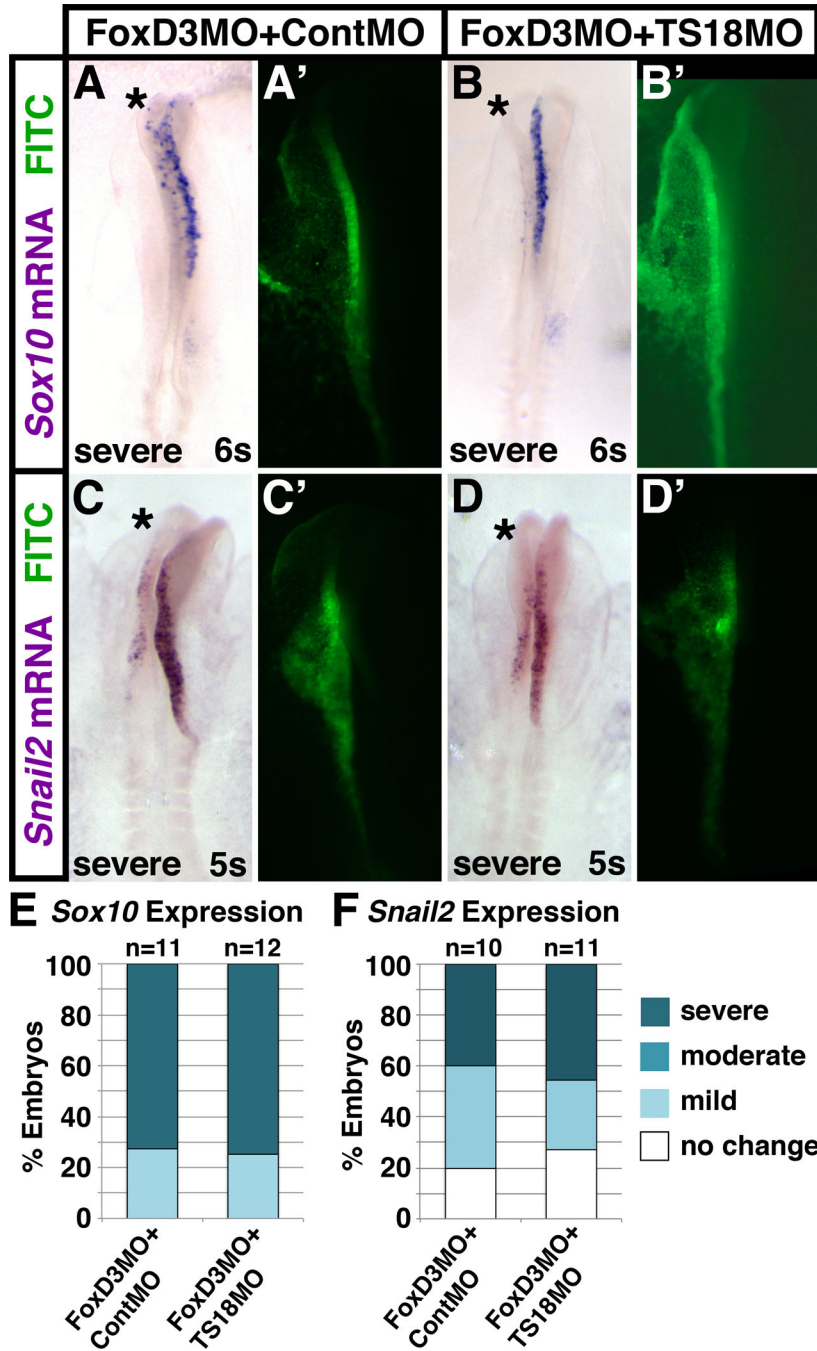 FoxD3MO+ContMO
FoxD3MO+TS18MO
Sox10 mRNA FITC
A
*
A’
B
*
B’
severe 6s
severe 6s
Snail2 mRNA FITC
C
*
C’
D
*
D’
severe 5s
severe 5s
E Sox10 Expression
n=11 n=12
% Embryos
100
80
60
40
20
0
FoxD3MO+
ContMO
FoxD3MO+
TS18MO
F Snail2 Expression
n=10 n=11
% Embryos
100
80
60
40
20
0
FoxD3MO+
ContMO
FoxD3MO+
TS18MO
severe
moderate
mild
no change